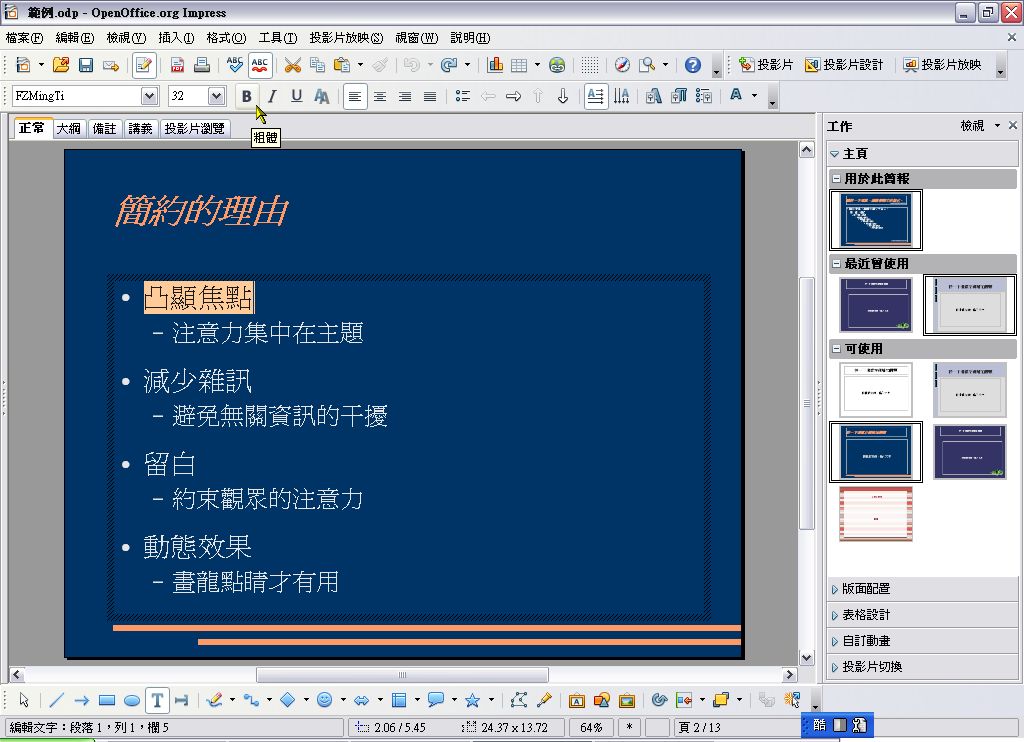 範例.odp - OpenOffice.org Impress
檔案(F) 編輯(E) 檢視(V) 插入(I) 格式(O) 工具(T) 投影片放映(S) 視窗(W) 說明(H)
投影片 投影片設計 投影片放映
FZMingTi 32 B I U
正常 大綱 備註 講義 投影片瀏覽
粗體
工作 檢視
主頁
用於此簡報
最近曾使用
可使用
簡約的理由
• 凸顯焦點
– 注意力集中在主題
• 減少雜訊
– 避免無關資訊的干擾
• 留白
– 約束觀眾的注意力
• 動態效果
– 畫龍點睛才有用
版面配置
表格設計
自訂動畫
投影片切換
編輯文字：段落 1，列 1，欄 5 2.06 / 5.45 24.37 x 13.72 64% * 頁 2 / 13
酷